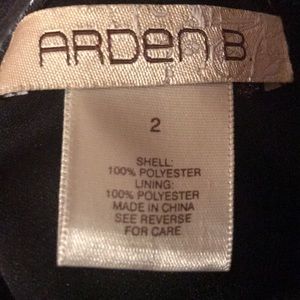 ARDEN B.
2
SHELL:
100% POLYESTER
LINING:
100% POLYESTER
MADE IN CHINA
SEE REVERSE
FOR CARE